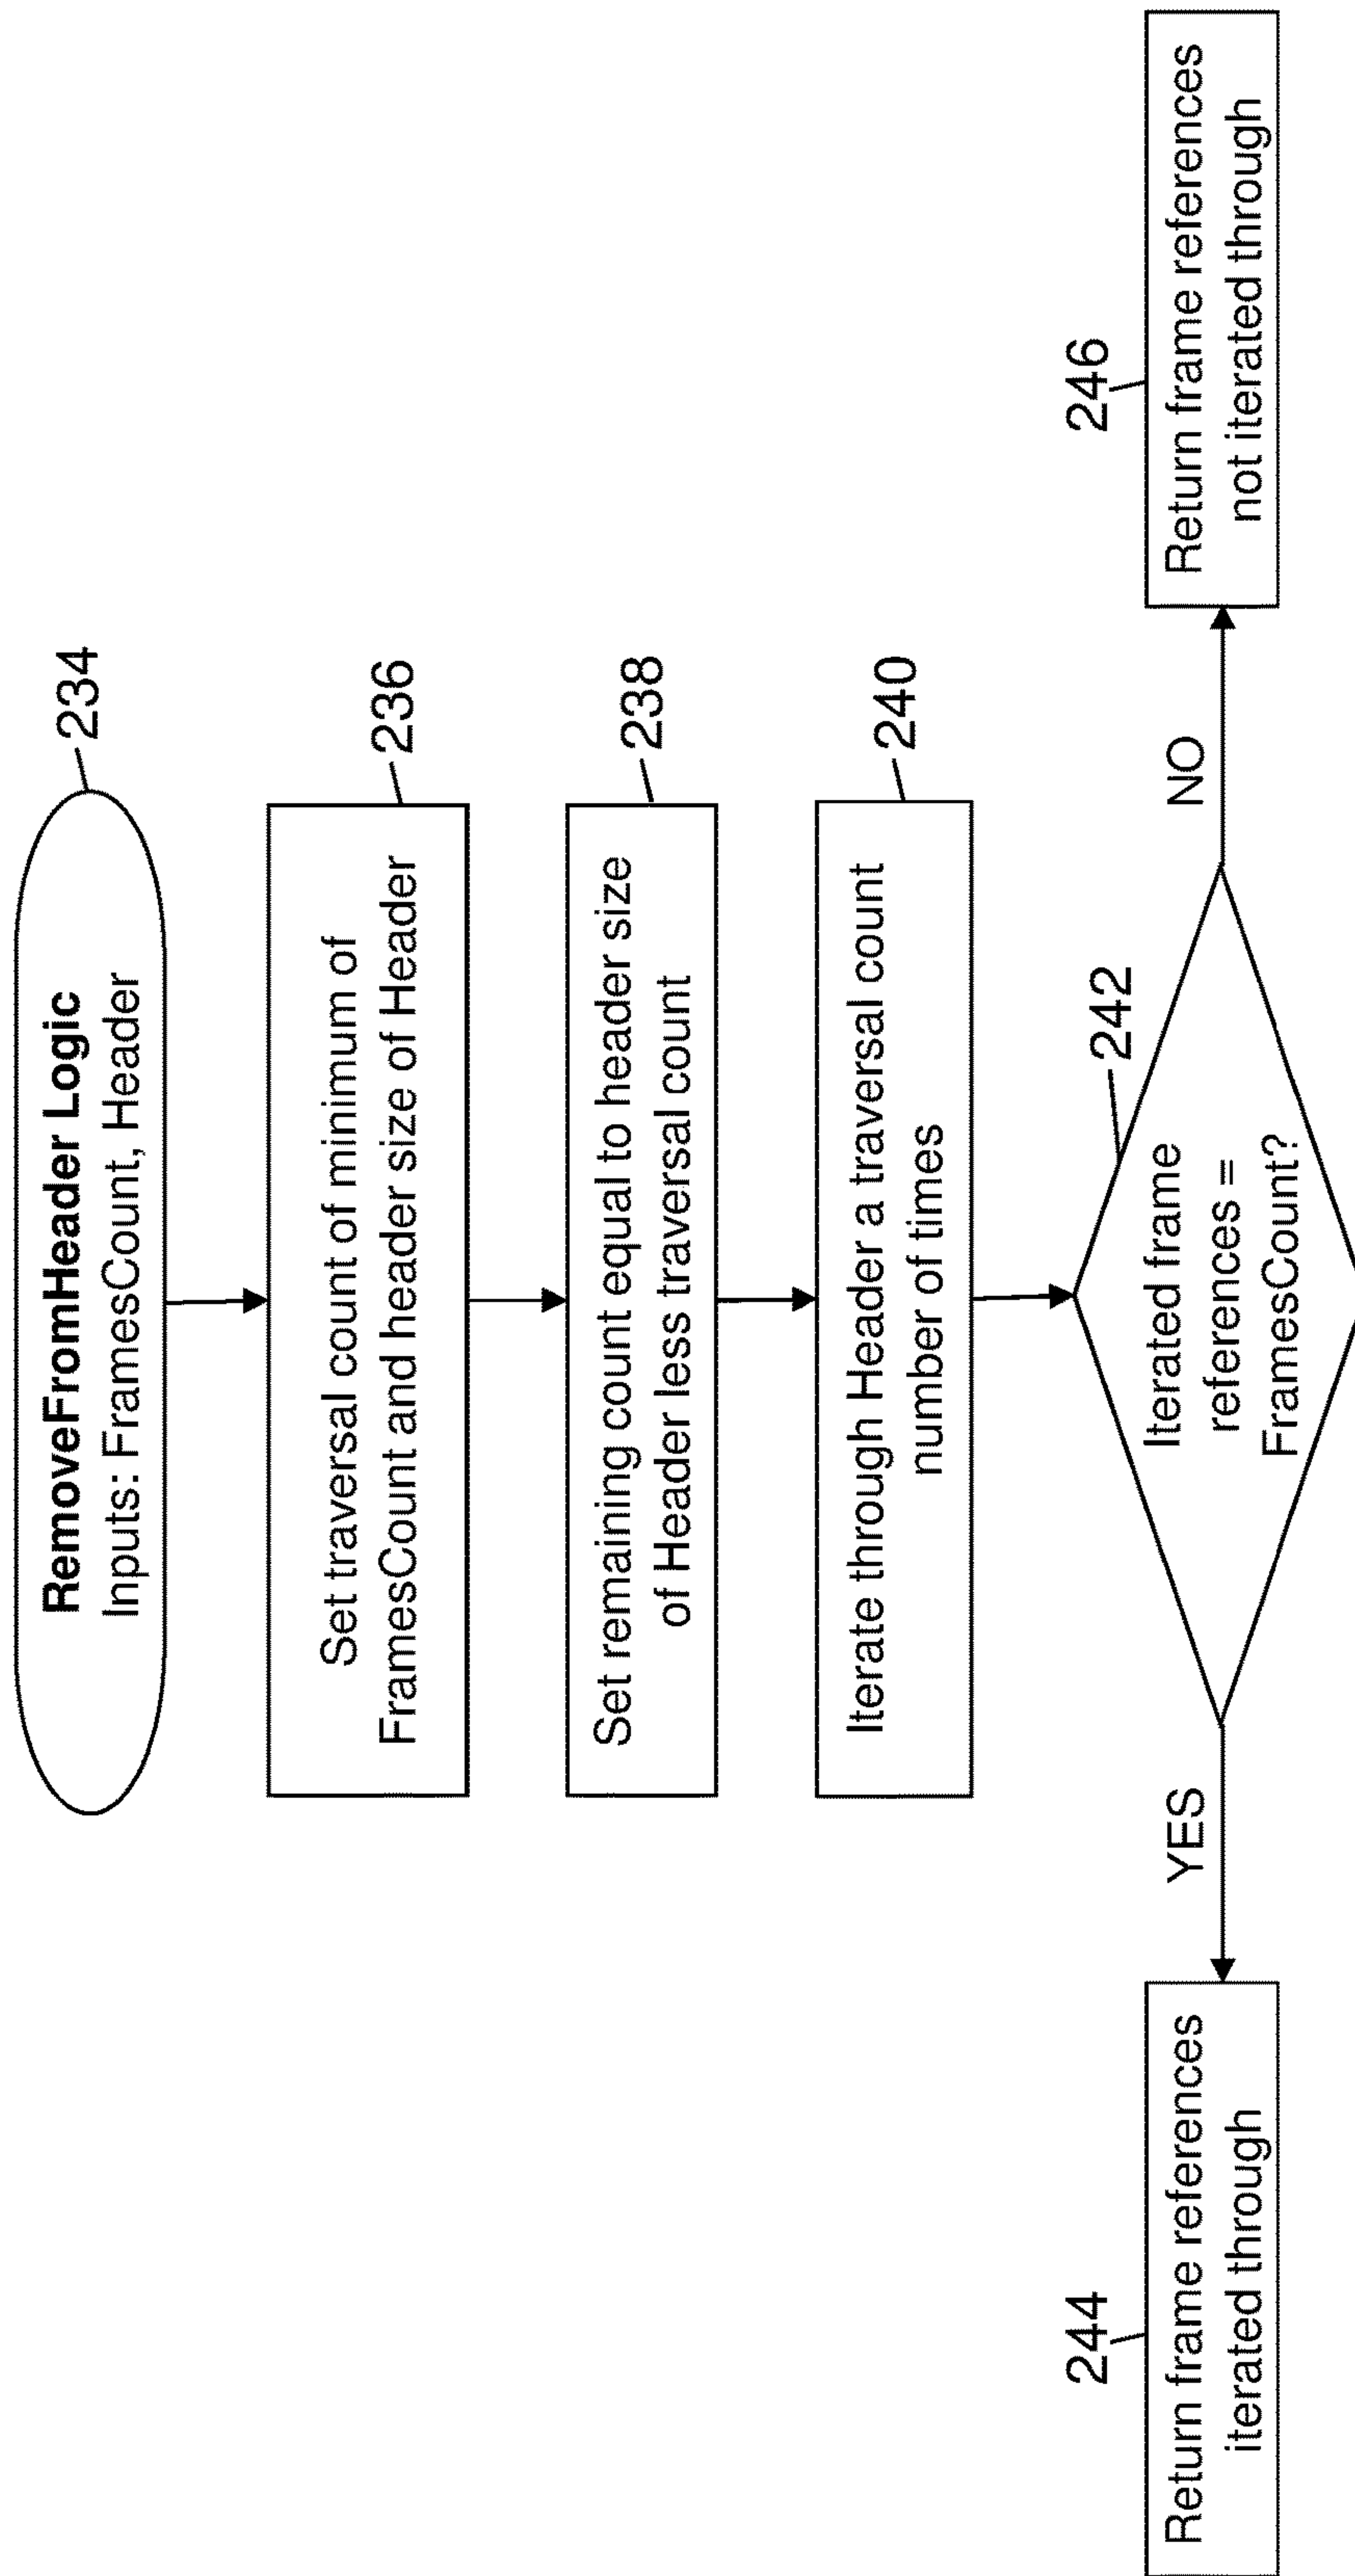 RemoveFromHeader Logic
Inputs: FramesCount, Header
234
Set traversal count of minimum of
FramesCount and header size of Header
236
Set remaining count equal to header size
of Header less traversal count
238
Iterate through Header a traversal count
number of times
240
Iterated frame
references =
FramesCount?
242
YES
NO
244
Return frame references
iterated through
246
Return frame references
not iterated through